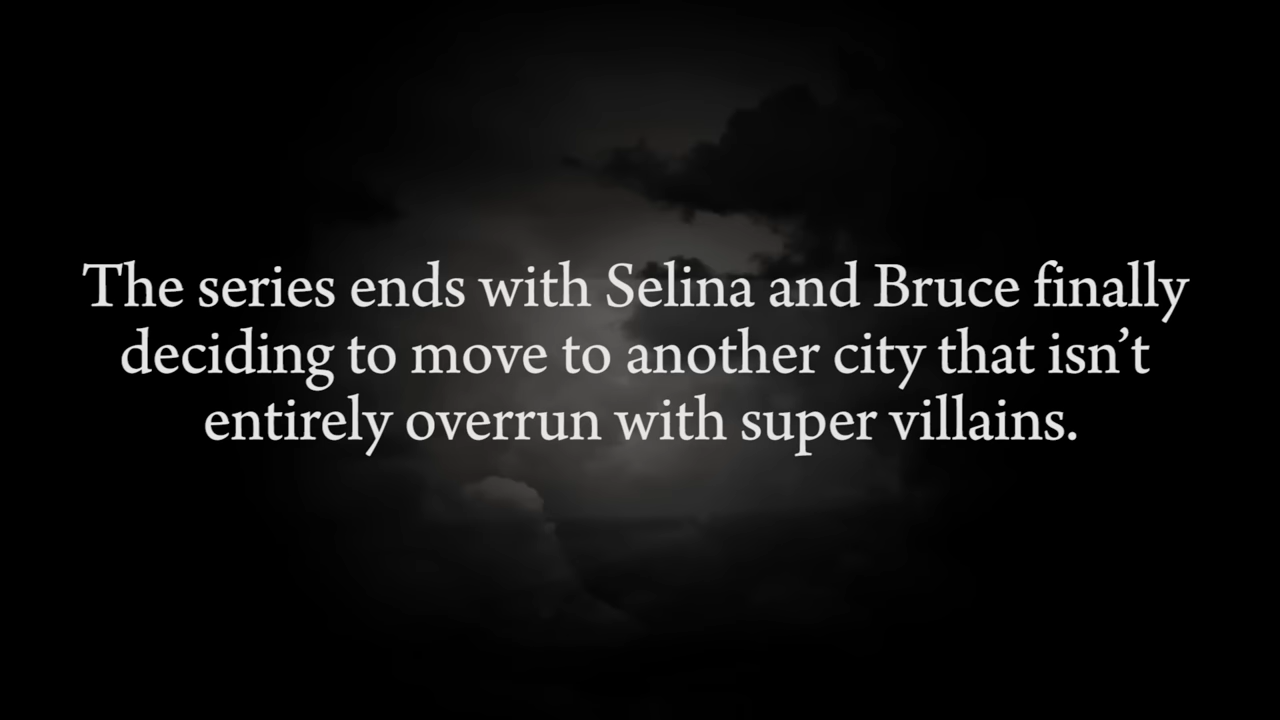 The series ends with Selina and Bruce finally
deciding to move to another city that isn’t
entirely overrun with super villains.